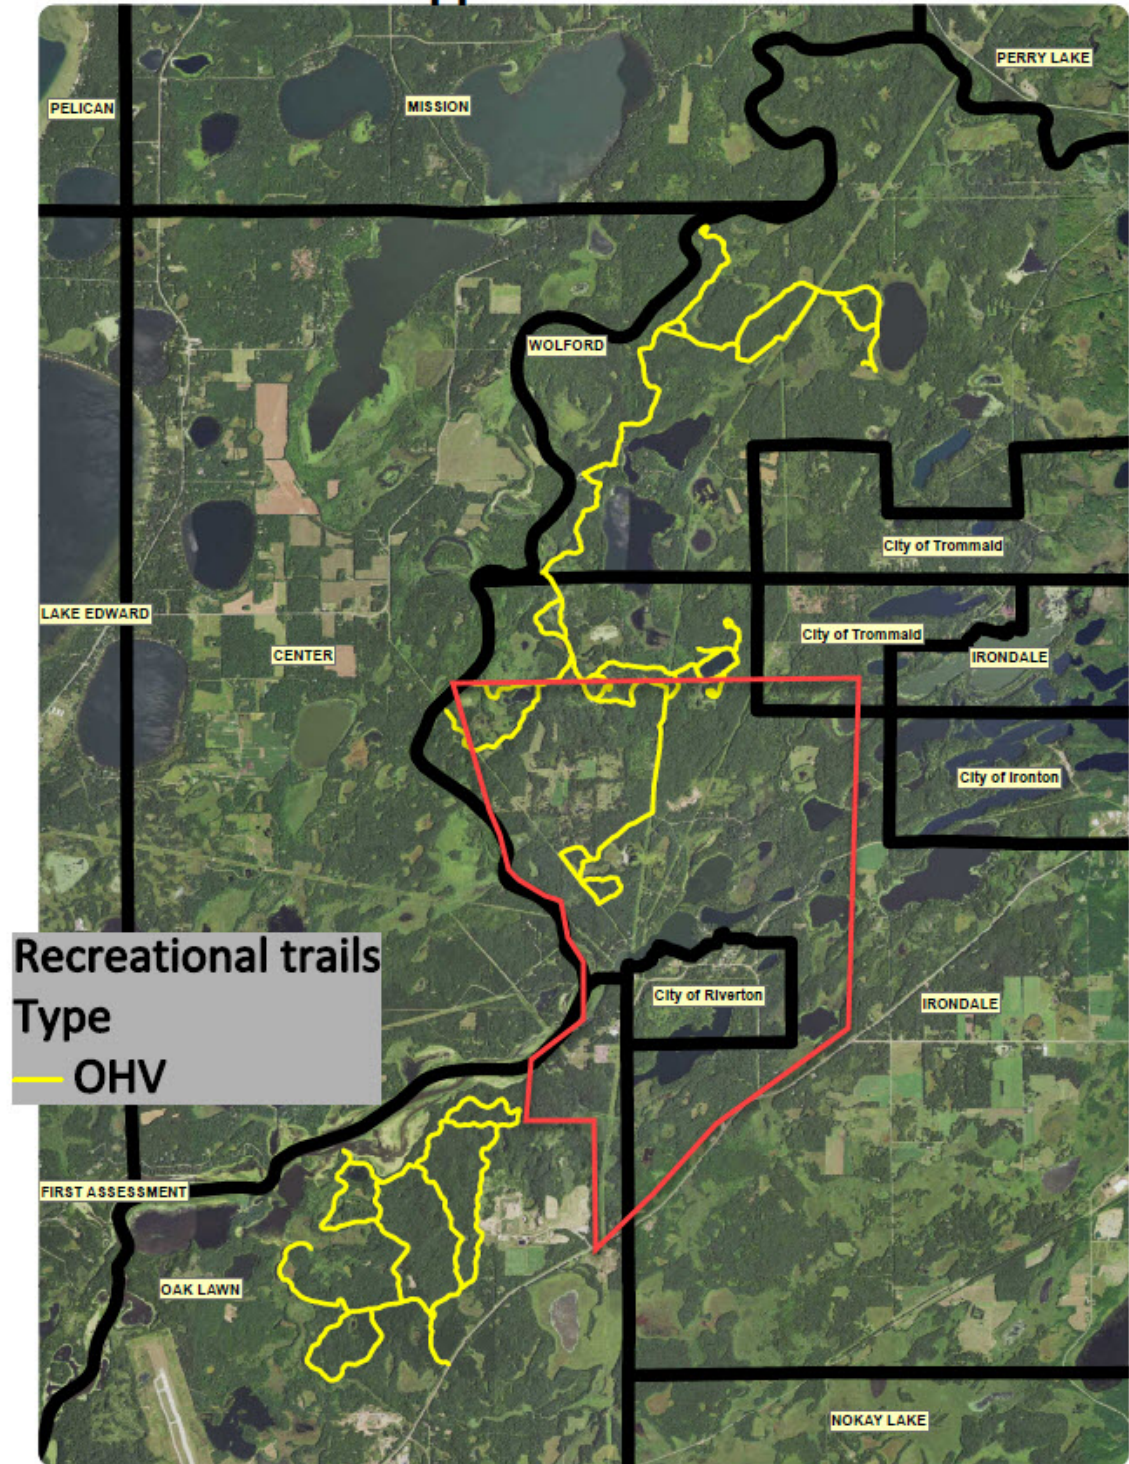 PERRY LAKE
PELICAN
MISSION
WOLFORD
City of Trommald
LAKE EDWARD
City of Trommald
CENTER
IRONDALE
City of Ironton
Recreational trails
Type
OHV
City of Riverton
IRONDALE
FIRST ASSESSMENT
OAK LAWN
NOKAY LAKE